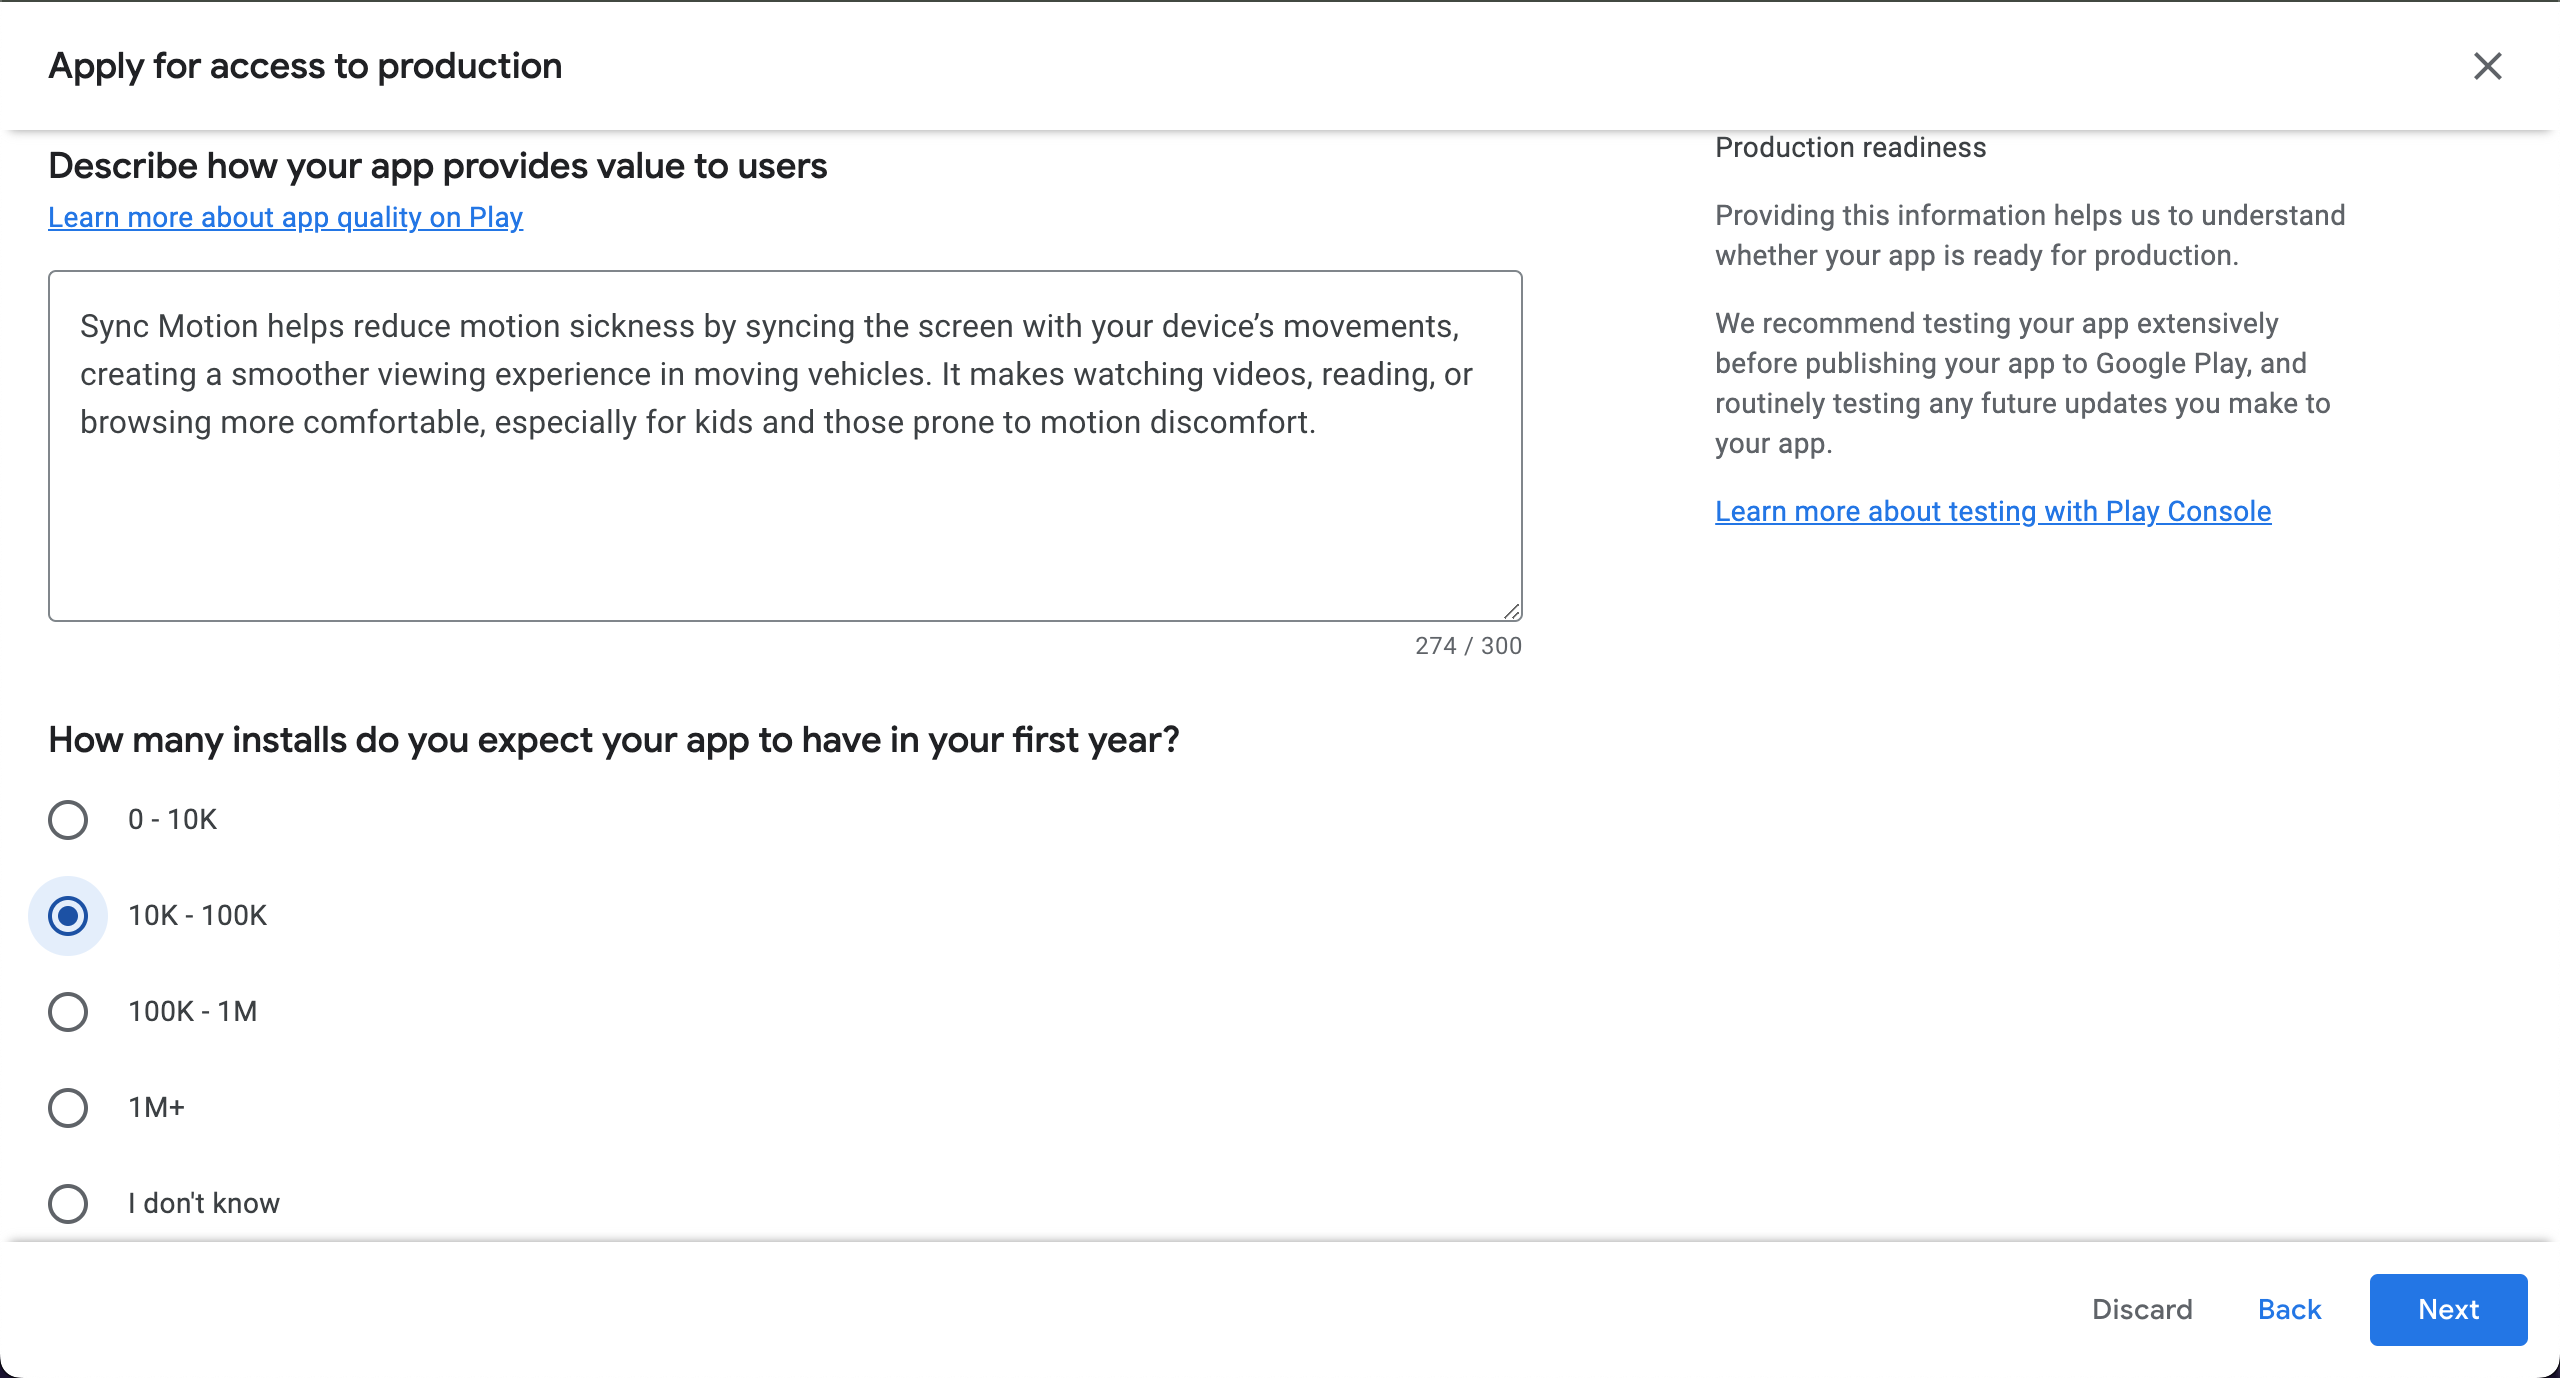 Apply for access to production
Describe how your app provides value to users
Learn more about app quality on Play
Sync Motion helps reduce motion sickness by syncing the screen with your device’s movements,
creating a smoother viewing experience in moving vehicles. It makes watching videos, reading, or
browsing more comfortable, especially for kids and those prone to motion discomfort.
274 / 300
How many installs do you expect your app to have in your first year?
0 - 10K
10K - 100K
100K - 1M
1M+
I don't know
Production readiness
Providing this information helps us to understand
whether your app is ready for production.
We recommend testing your app extensively
before publishing your app to Google Play, and
routinely testing any future updates you make to
your app.
Learn more about testing with Play Console
Discard
Back
Next